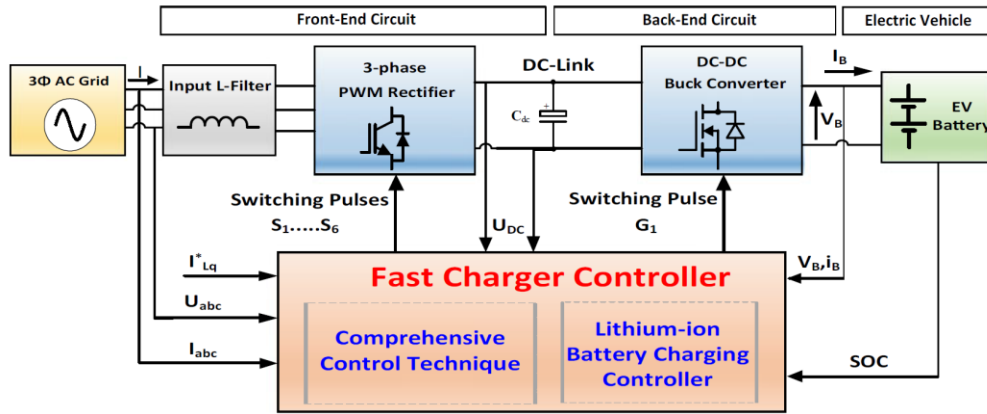 Front-End Circuit
Back-End Circuit
Electric Vehicle
3Φ AC Grid
I
Input L-Filter
3-phase
PWM Rectifier
DC-Link
C_dc
+
DC-DC
Buck Converter
I_B
V_B
EV
Battery
Switching Pulses
S_1.....S_6
U_DC
Switching Pulse
G_1
I*_Lq
U_abc
I_abc
V_B,i_B
SOC
Fast Charger Controller
Comprehensive
Control Technique
Lithium-ion
Battery Charging
Controller